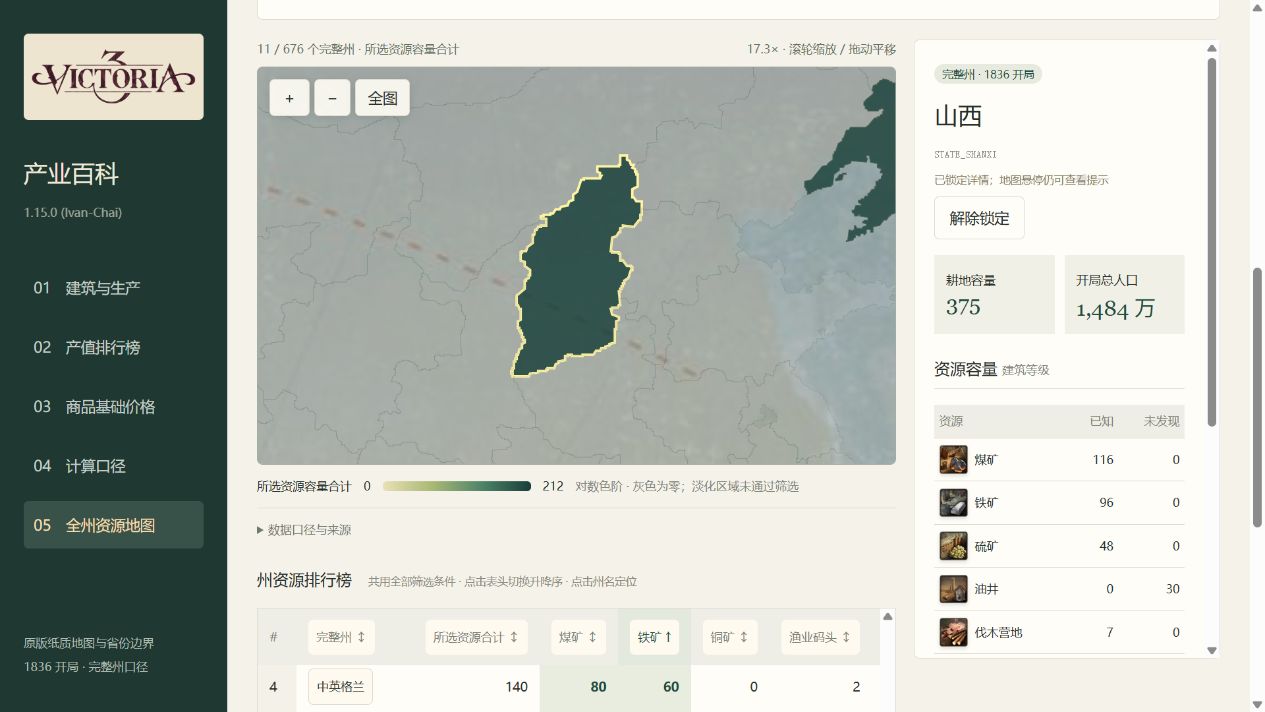 VICTORIA
3
产业百科
1.15.0 (Ivan-Chai)
01 建筑与生产
02 产值排行榜
03 商品基础价格
04 计算口径
05 全州资源地图
原版纸质地图与省份边界
1836 开局 · 完整州口径
11 / 676 个完整州 · 所选资源容量合计
17.3× · 滚轮缩放 / 拖动平移
+ − 全图
所选资源容量合计 0 212 对数色阶 · 灰色为零；淡化区域未通过筛选
▶ 数据口径与来源
州资源排行榜 共用全部筛选条件 · 点击表头切换升降序 · 点击州名定位
# 完整州 ↕ 所选资源合计 ↕ 煤矿 ↕ 铁矿 ↑ 铜矿 ↕ 渔业码头 ↕
4 中英格兰 140 80 60 0 2
完整州 · 1836 开局
山西
STATE_SHANXI
已锁定详情；地图悬停仍可查看提示
解除锁定
耕地容量
375
开局总人口
1,484 万
资源容量 建筑等级
资源 已知 未发现
煤矿 116 0
铁矿 96 0
硫矿 48 0
油井 0 30
伐木营地 7 0